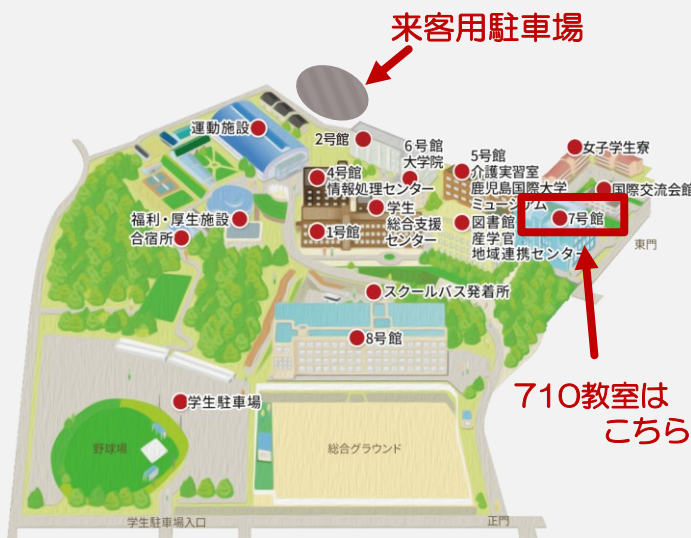 来客用駐車場
運動施設
2号館
6号館
大学院
5号館
介護実習室
鹿児島国際大学
ミュージアム
女子学生寮
4号館
情報処理センター
国際交流会館
学生
総合支援
センター
福利・厚生施設
合宿所
1号館
図書館
産学官
地域連携センター
7号館
東門
スクールバス発着所
8号館
710教室は
こちら
学生駐車場
野球場
総合グラウンド
学生駐車場入口
正門